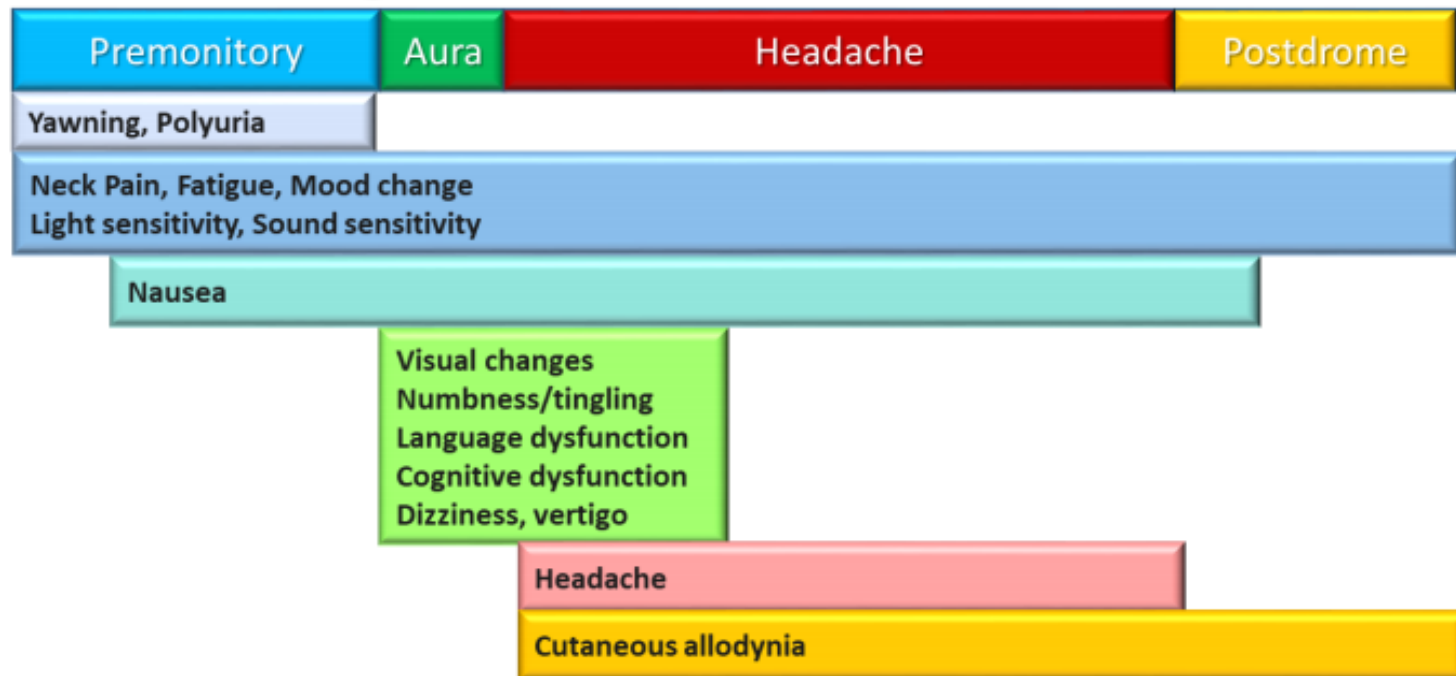 Premonitory Aura Headache Postdrome
Yawning, Polyuria
Neck Pain, Fatigue, Mood change
Light sensitivity, Sound sensitivity
Nausea
Visual changes
Numbness/tingling
Language dysfunction
Cognitive dysfunction
Dizziness, vertigo
Headache
Cutaneous allodynia